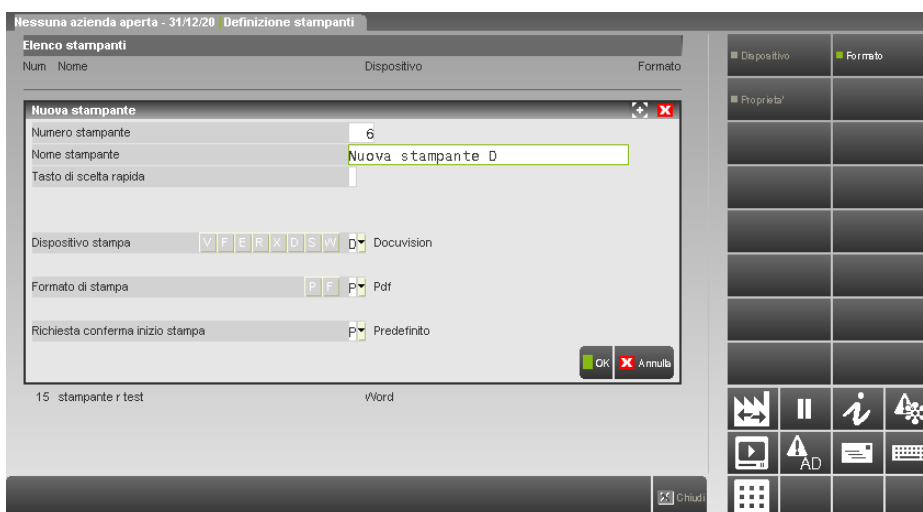 Nessuna azienda aperta - 31/12/20 Definizione stampanti
Elenco stampanti
Num Nome Dispositivo Formato
Nuova stampante
Numero stampante 6
Nome stampante Nuova stampante D
Tasto di scelta rapida
Dispositivo stampa V F E R X D S W D Docuvision
Formato di stampa P F P Pdf
Richiesta conferma inizio stampa P Predefinito
OK Annulla
15 stampante r test Word
Chiudi
Dispositivo Formato
Proprieta'
AD